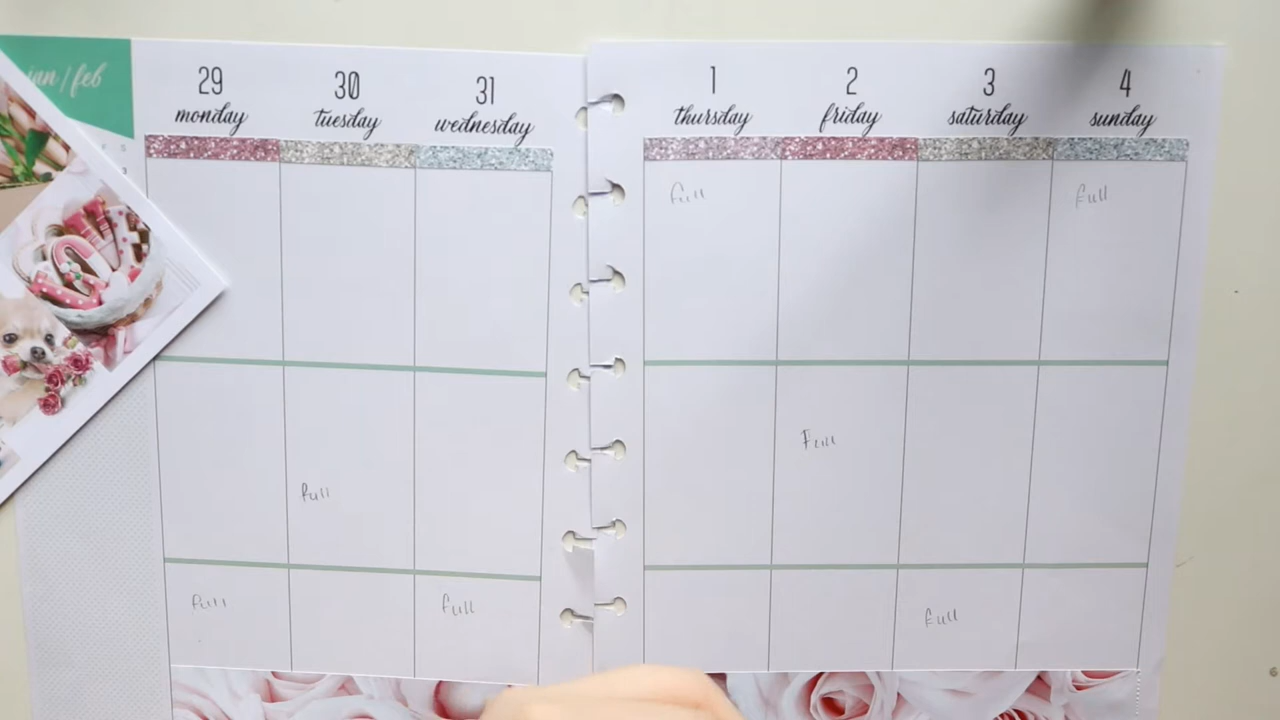 jan / feb
29 30 31 1 2 3 4
monday tuesday wednesday thursday friday saturday sunday
full full
Full
full
full full full